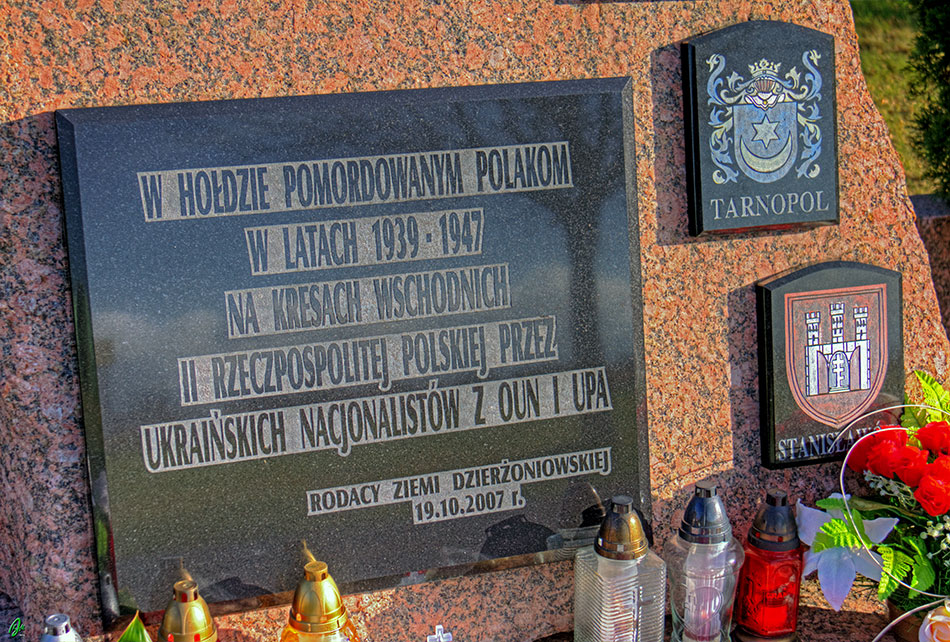 W HOŁDZIE POMORDOWANYM POLAKOM
W LATACH 1939 - 1947
NA KRESACH WSCHODNICH
II RZECZPOSPOLITEJ POLSKIEJ PRZEZ
UKRAIŃSKICH NACJONALISTÓW Z OUN I UPA
RODACY ZIEMI DZIERŻONIOWSKIEJ
19.10.2007 r.
TARNOPOL
STANISŁAWÓ